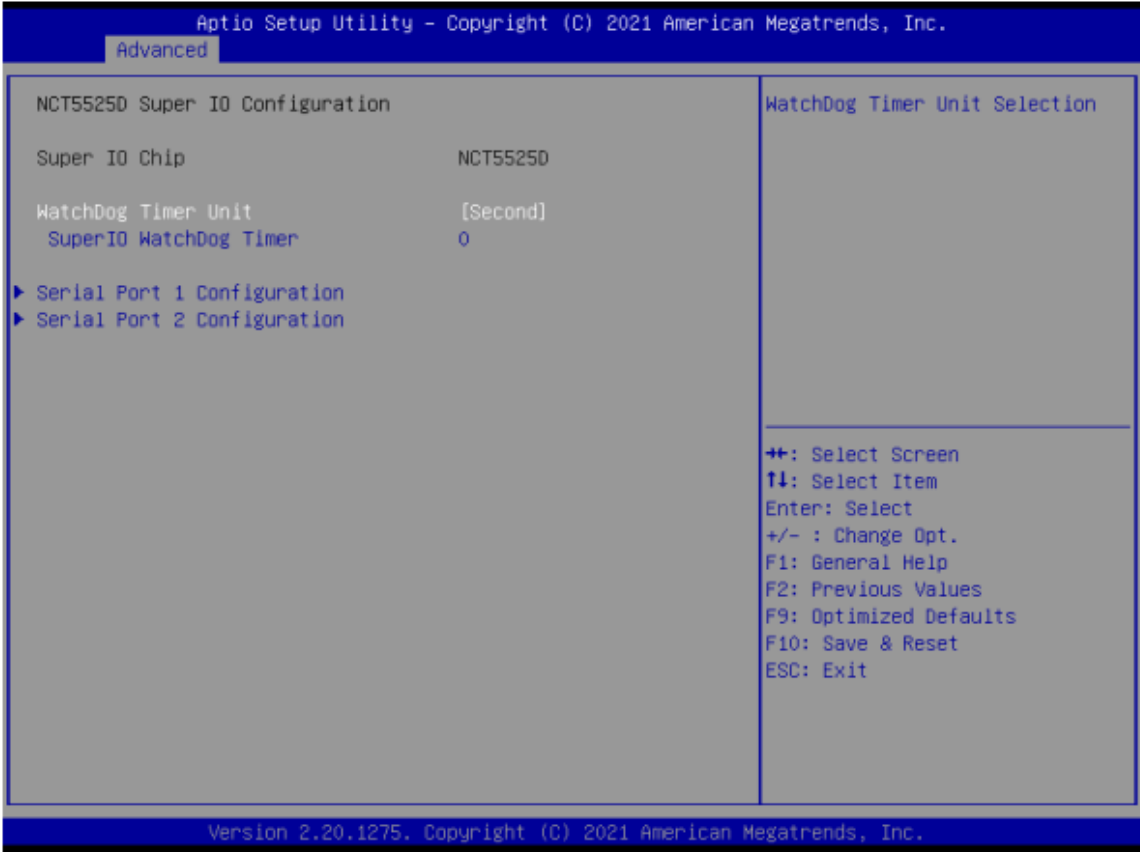 Aptio Setup Utility – Copyright (C) 2021 American Megatrends, Inc.
Advanced
NCT5525D Super IO Configuration
Super IO Chip NCT5525D
WatchDog Timer Unit [Second]
SuperIO WatchDog Timer 0
▶ Serial Port 1 Configuration
▶ Serial Port 2 Configuration
WatchDog Timer Unit Selection
→←: Select Screen
↑↓: Select Item
Enter: Select
+/- : Change Opt.
F1: General Help
F2: Previous Values
F9: Optimized Defaults
F10: Save & Reset
ESC: Exit
Version 2.20.1275. Copyright (C) 2021 American Megatrends, Inc.